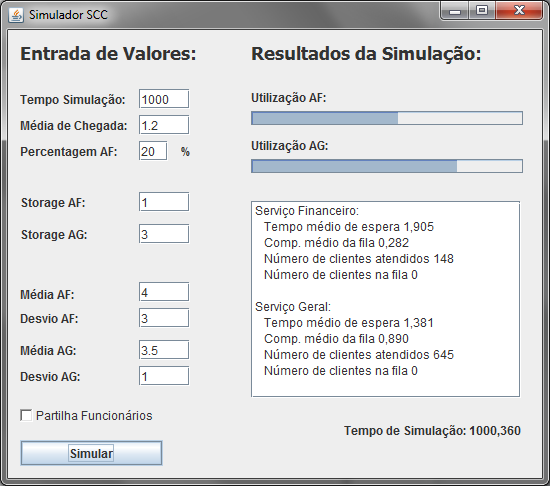 Simulador SCC
Entrada de Valores:
Tempo Simulação: 1000
Média de Chegada: 1.2
Percentagem AF: 20 %
Storage AF: 1
Storage AG: 3
Média AF: 4
Desvio AF: 3
Média AG: 3.5
Desvio AG: 1
Partilha Funcionários
Simular
Resultados da Simulação:
Utilização AF:
Utilização AG:
Serviço Financeiro:
Tempo médio de espera 1,905
Comp. médio da fila 0,282
Número de clientes atendidos 148
Número de clientes na fila 0
Serviço Geral:
Tempo médio de espera 1,381
Comp. médio da fila 0,890
Número de clientes atendidos 645
Número de clientes na fila 0
Tempo de Simulação: 1000,360